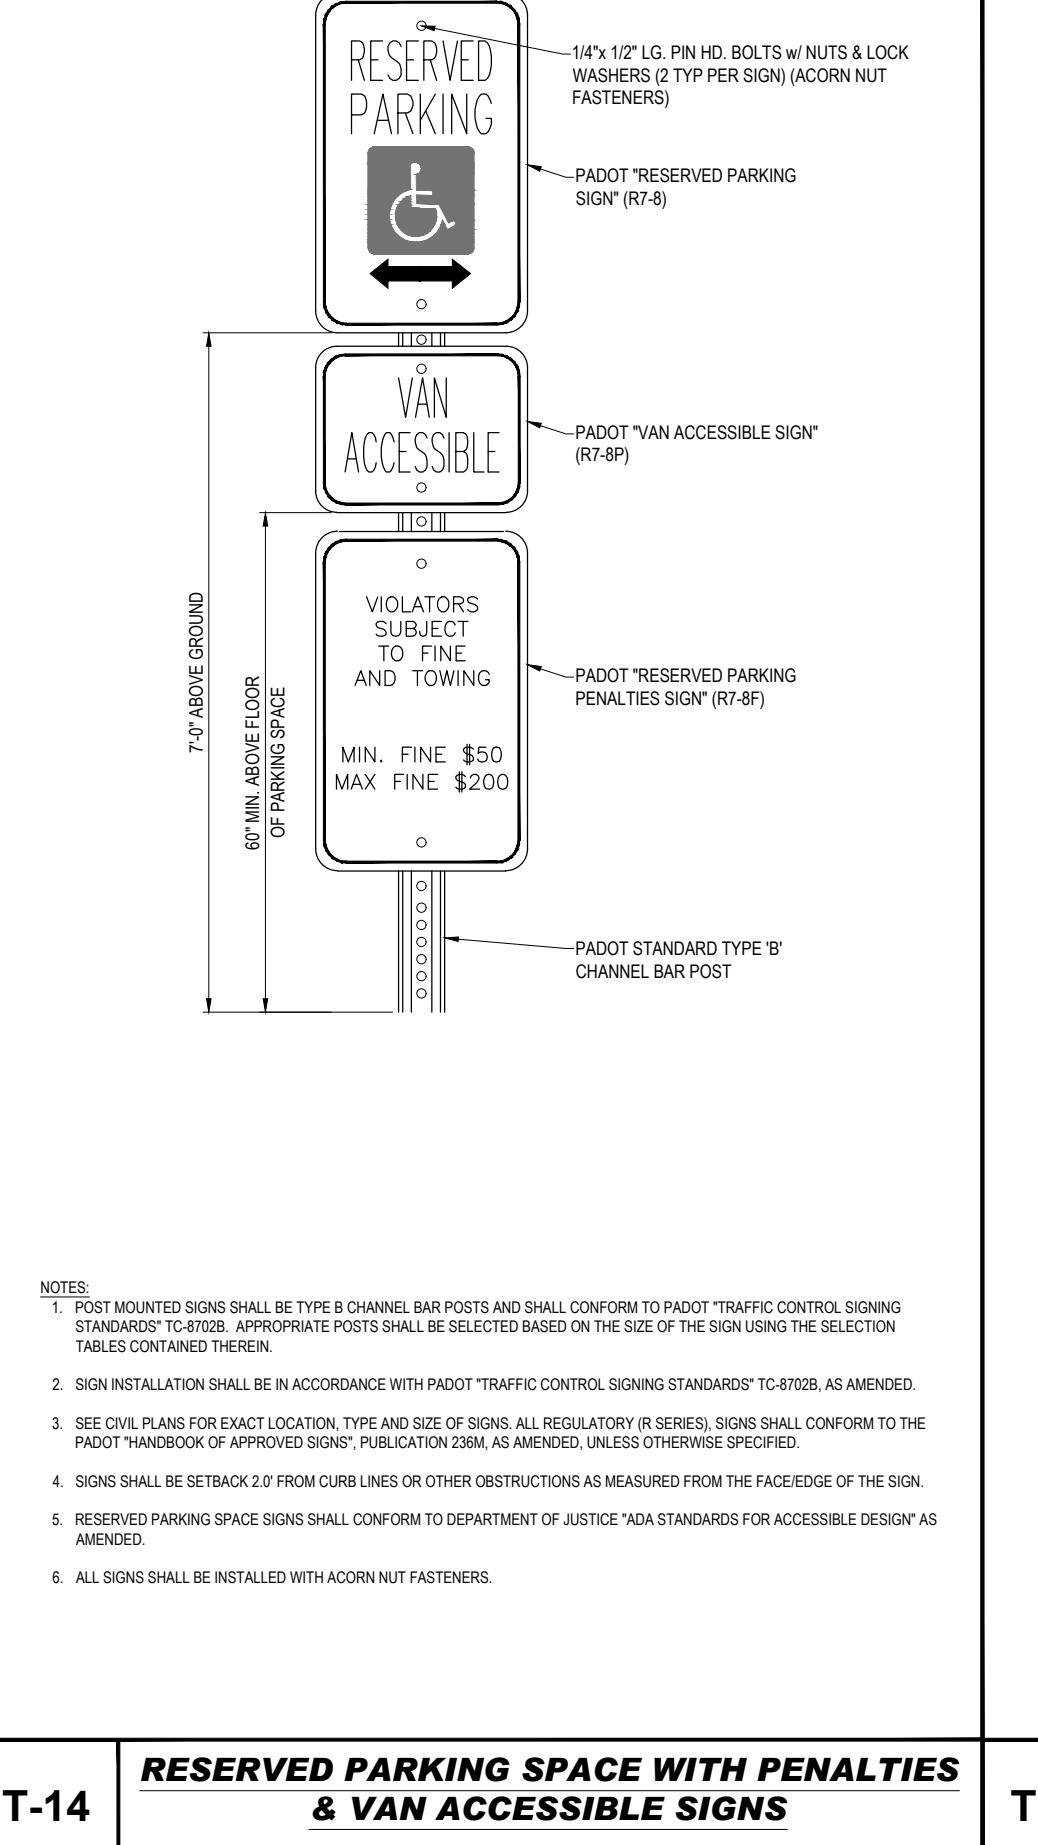 RESERVED
PARKING
1/4"x 1/2" LG. PIN HD. BOLTS w/ NUTS & LOCK
WASHERS (2 TYP PER SIGN) (ACORN NUT
FASTENERS)
PADOT "RESERVED PARKING
SIGN" (R7-8)
VAN
ACCESSIBLE
PADOT "VAN ACCESSIBLE SIGN"
(R7-8P)
7'-0" ABOVE GROUND
60" MIN. ABOVE FLOOR
OF PARKING SPACE
VIOLATORS
SUBJECT
TO FINE
AND TOWING
MIN. FINE $50
MAX FINE $200
PADOT "RESERVED PARKING
PENALTIES SIGN" (R7-8F)
PADOT STANDARD TYPE 'B'
CHANNEL BAR POST
NOTES:
1. POST MOUNTED SIGNS SHALL BE TYPE B CHANNEL BAR POSTS AND SHALL CONFORM TO PADOT "TRAFFIC CONTROL SIGNING
STANDARDS" TC-8702B. APPROPRIATE POSTS SHALL BE SELECTED BASED ON THE SIZE OF THE SIGN USING THE SELECTION
TABLES CONTAINED THEREIN.
2. SIGN INSTALLATION SHALL BE IN ACCORDANCE WITH PADOT "TRAFFIC CONTROL SIGNING STANDARDS" TC-8702B, AS AMENDED.
3. SEE CIVIL PLANS FOR EXACT LOCATION, TYPE AND SIZE OF SIGNS. ALL REGULATORY (R SERIES), SIGNS SHALL CONFORM TO THE
PADOT "HANDBOOK OF APPROVED SIGNS", PUBLICATION 236M, AS AMENDED, UNLESS OTHERWISE SPECIFIED.
4. SIGNS SHALL BE SETBACK 2.0' FROM CURB LINES OR OTHER OBSTRUCTIONS AS MEASURED FROM THE FACE/EDGE OF THE SIGN.
5. RESERVED PARKING SPACE SIGNS SHALL CONFORM TO DEPARTMENT OF JUSTICE "ADA STANDARDS FOR ACCESSIBLE DESIGN" AS
AMENDED.
6. ALL SIGNS SHALL BE INSTALLED WITH ACORN NUT FASTENERS.
T-14
RESERVED PARKING SPACE WITH PENALTIES
& VAN ACCESSIBLE SIGNS
T